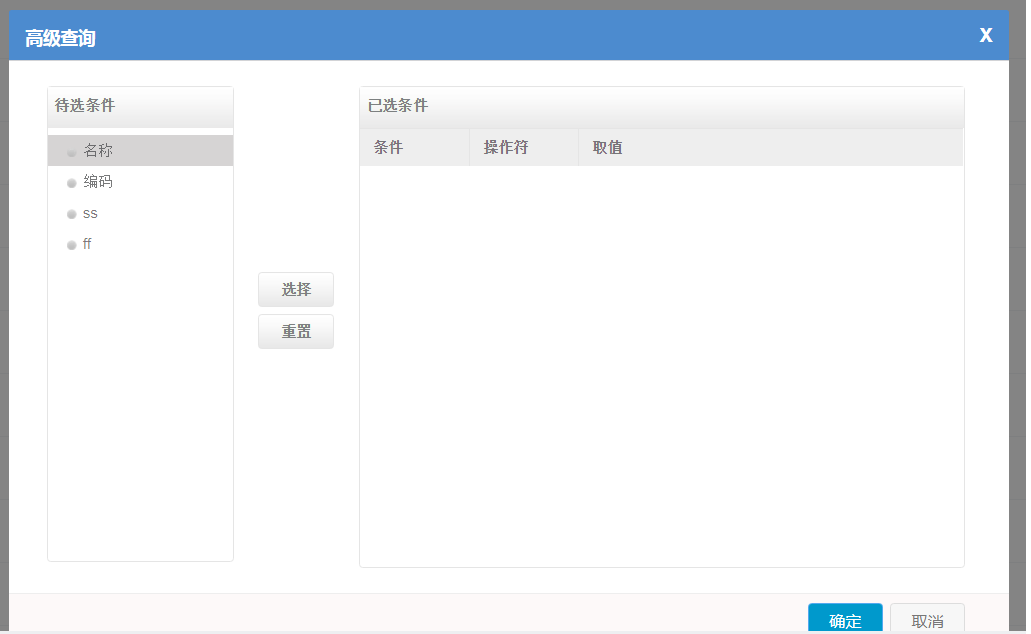 高级查询 X
待选条件
名称
编码
ss
ff
选择
重置
已选条件
条件 操作符 取值
确定 取消